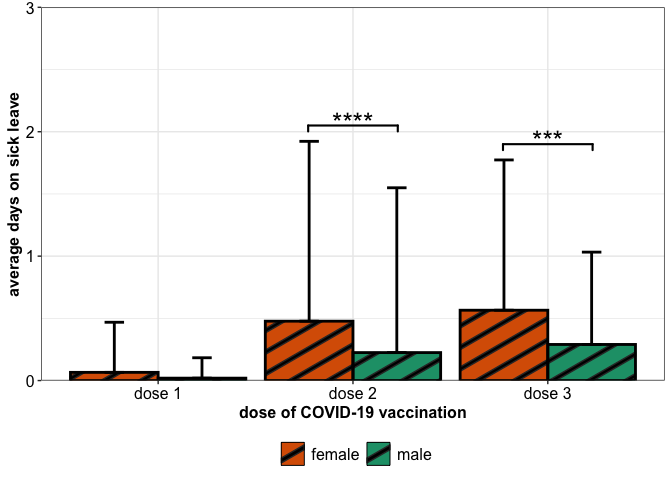 average days on sick leave
3
2
1
0
****
***
dose 1
dose 2
dose 3
dose of COVID-19 vaccination
female
male